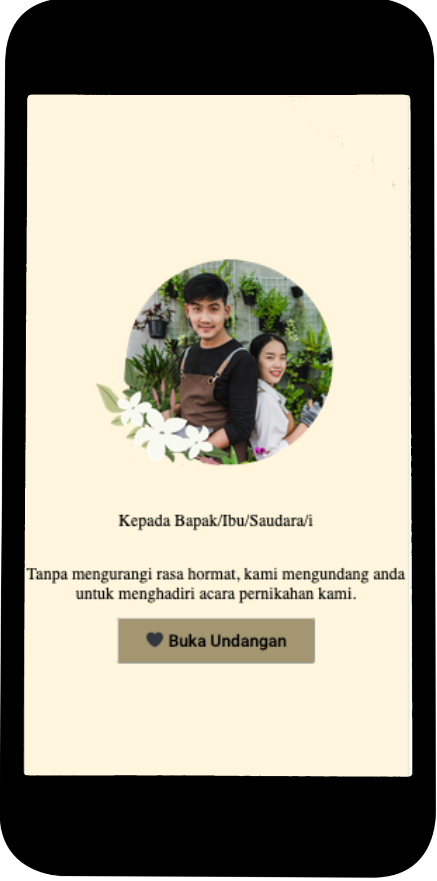 Kepada Bapak/Ibu/Saudara/i
Tanpa mengurangi rasa hormat, kami mengundang anda
untuk menghadiri acara pernikahan kami.
🖤 Buka Undangan